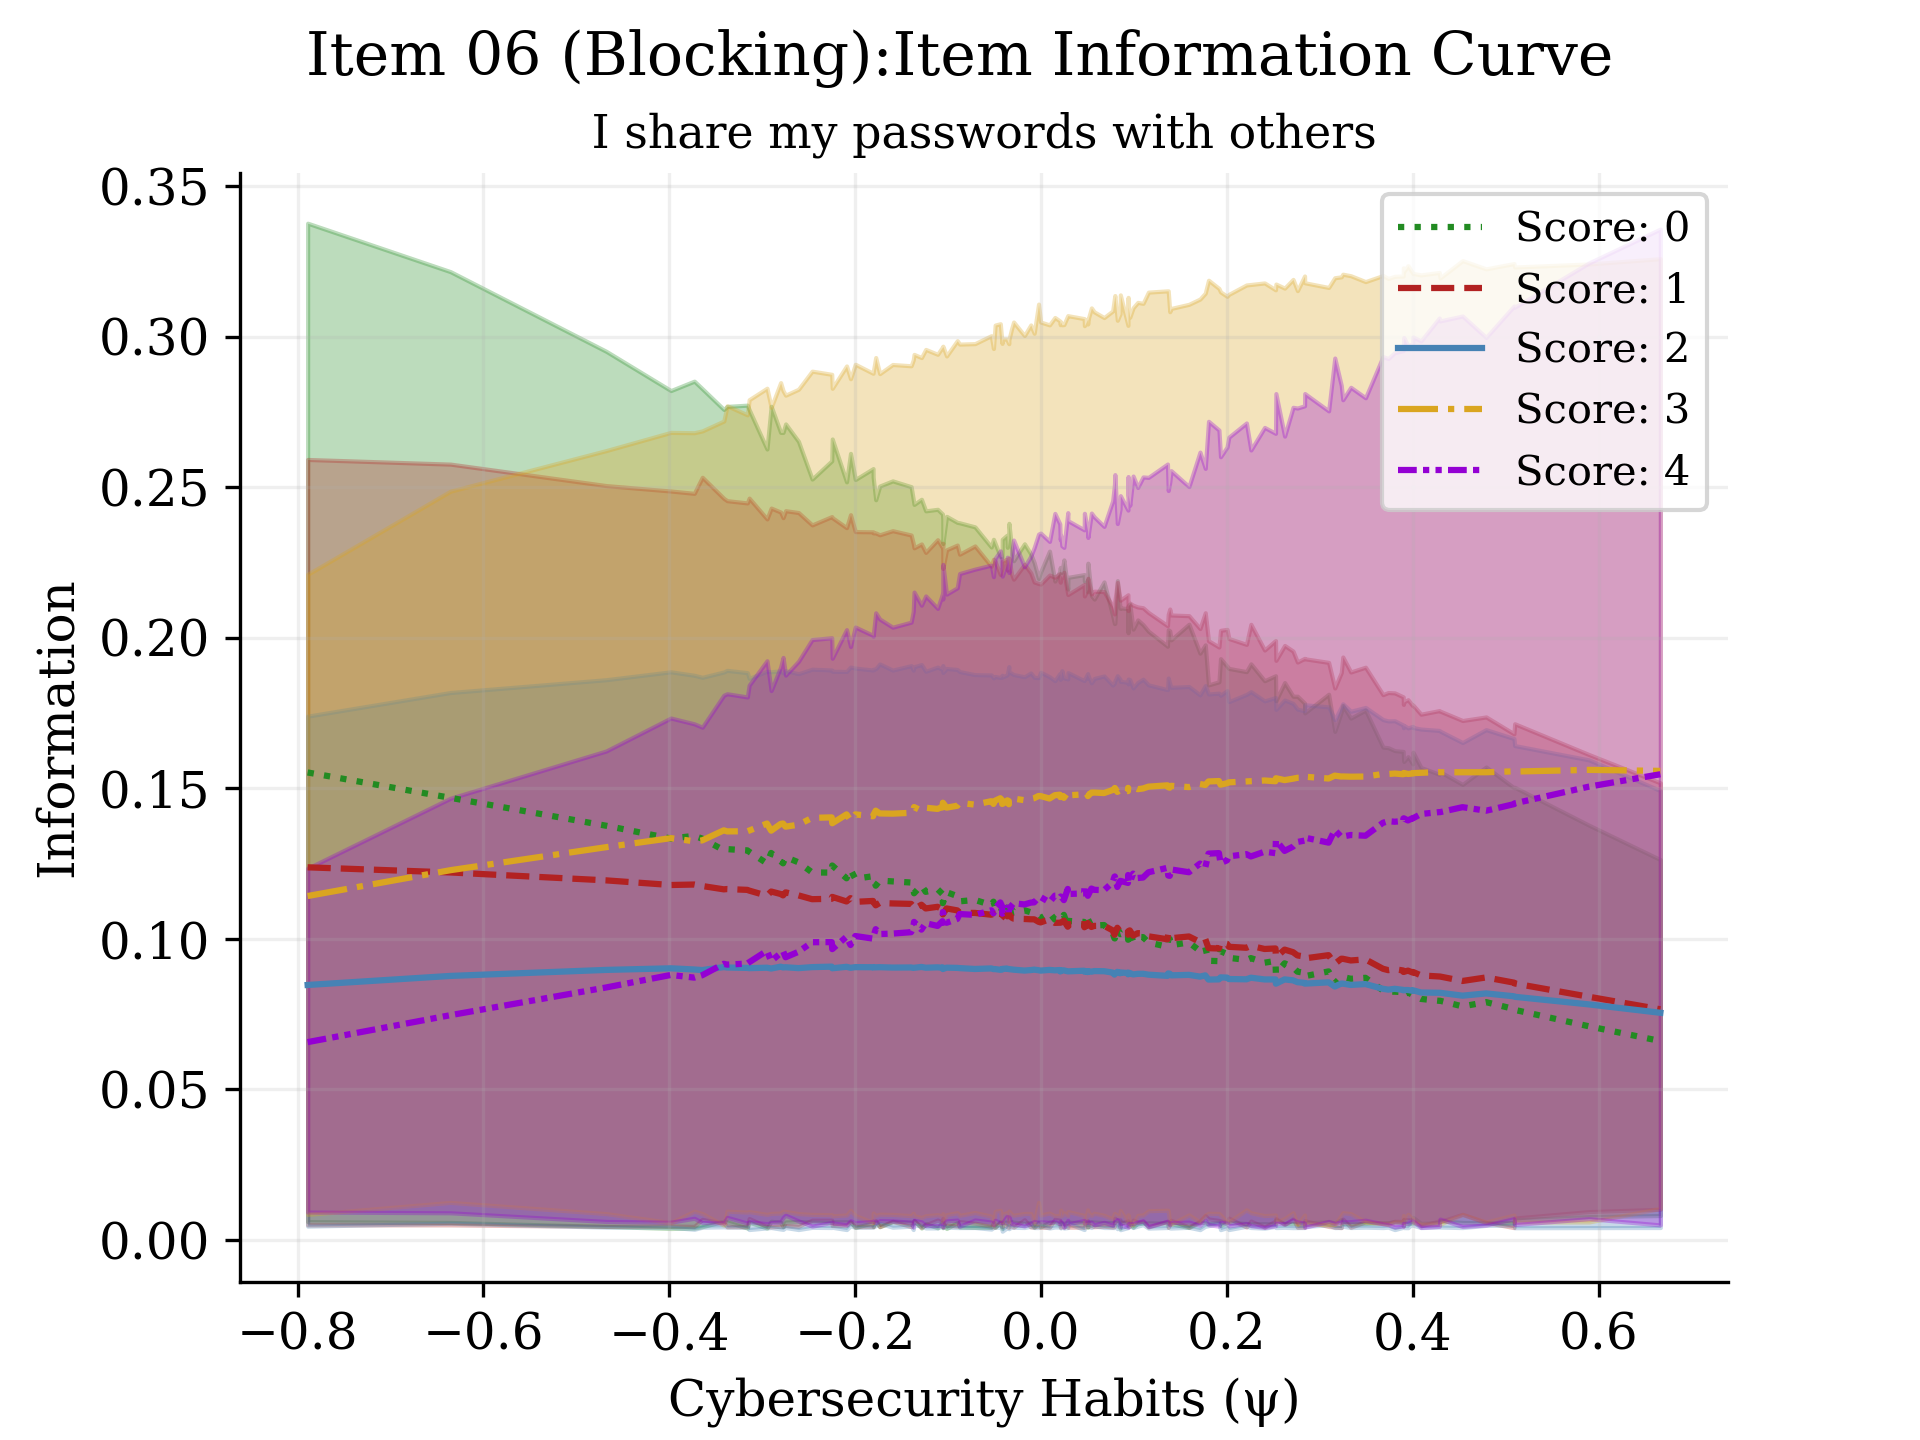 Item 06 (Blocking):Item Information Curve
I share my passwords with others
0.35
0.30
0.25
0.20
0.15
0.10
0.05
0.00
Information
Score: 0
Score: 1
Score: 2
Score: 3
Score: 4
−0.8 −0.6 −0.4 −0.2 0.0 0.2 0.4 0.6
Cybersecurity Habits (ψ)